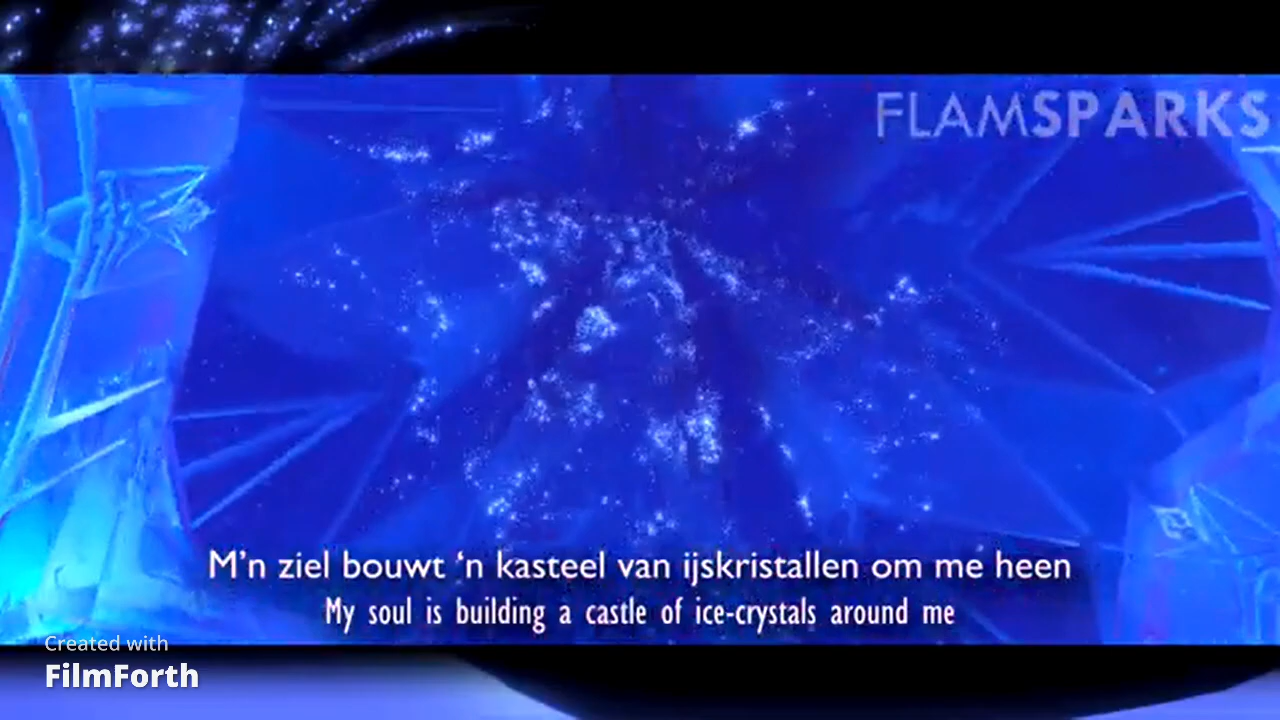 FLAMSPARKS
M'n ziel bouwt ‘n kasteel van ijskristallen om me heen
My soul is building a castle of ice-crystals around me
Created with
FilmForth